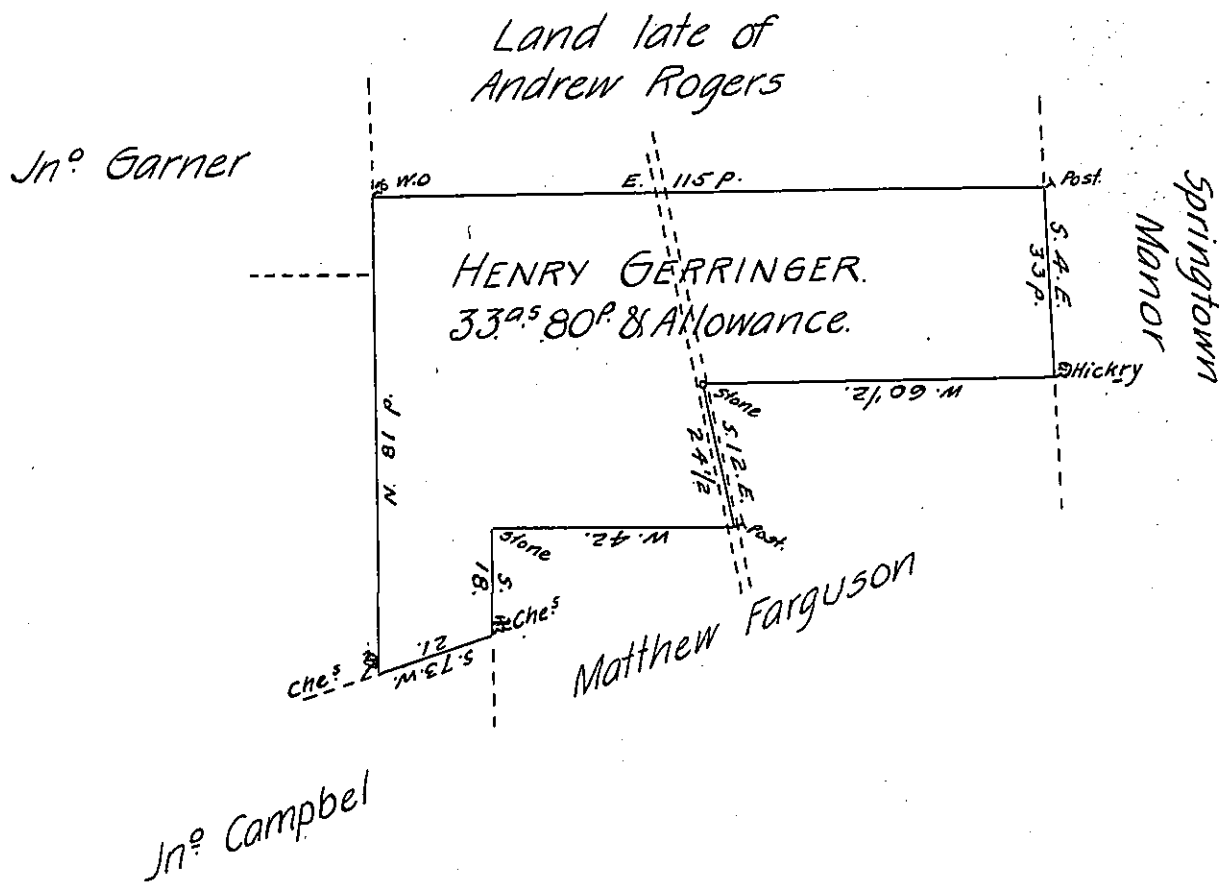 Land late of
Andrew Rogers
Jnº Garner
W.O
E. 115 P.
Post.
S. 4. E.
33 p.
Springtown
Manor
HENRY GERRINGER.
33ᵃ·ˢ 80ᴾ· & Allowance.
Hickry
W. 60 1/2.
Stone
S. 12. E.
24 1/2
Post.
W. 42.
Stone
S.
18.
Cheˢ
S. 73. W.
21.
Cheˢ
N. 81 P.
Matthew Farguson
Jnº Campbel